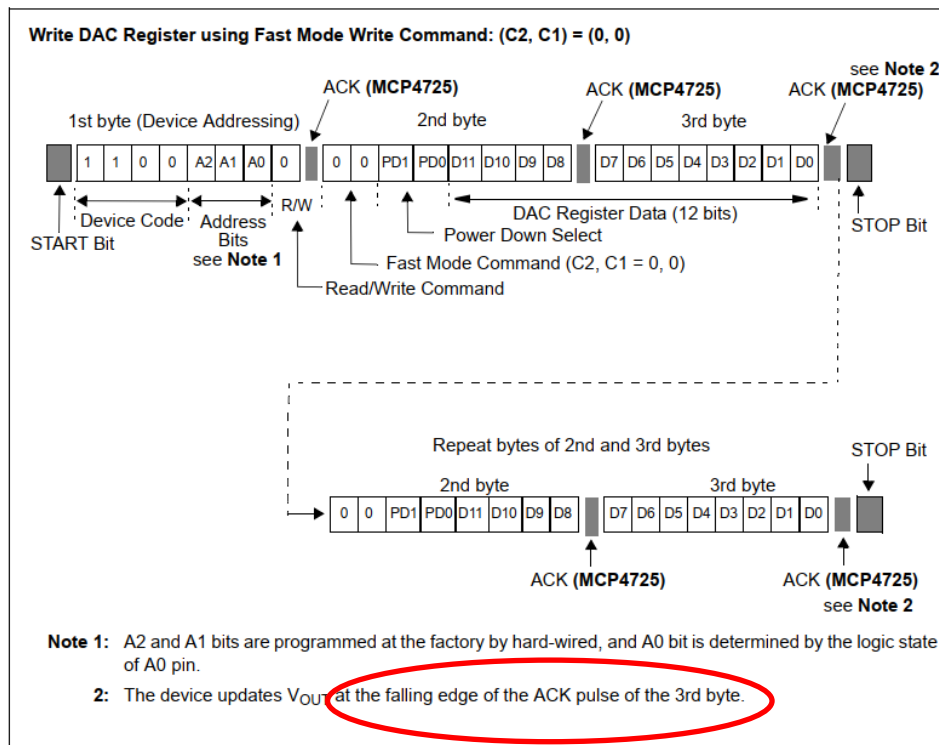 Write DAC Register using Fast Mode Write Command: (C2, C1) = (0, 0)
see Note 2
ACK (MCP4725) ACK (MCP4725) ACK (MCP4725)
1st byte (Device Addressing) 2nd byte 3rd byte
1 1 0 0 A2 A1 A0 0 0 0 PD1 PD0 D11 D10 D9 D8 D7 D6 D5 D4 D3 D2 D1 D0
R/W
Device Code Address Bits see Note 1
DAC Register Data (12 bits)
START Bit STOP Bit
Power Down Select
Fast Mode Command (C2, C1 = 0, 0)
Read/Write Command
Repeat bytes of 2nd and 3rd bytes STOP Bit
2nd byte 3rd byte
0 0 PD1 PD0 D11 D10 D9 D8 D7 D6 D5 D4 D3 D2 D1 D0
ACK (MCP4725) ACK (MCP4725)
see Note 2
Note 1: A2 and A1 bits are programmed at the factory by hard-wired, and A0 bit is determined by the logic state
of A0 pin.
2: The device updates VOUT at the falling edge of the ACK pulse of the 3rd byte.